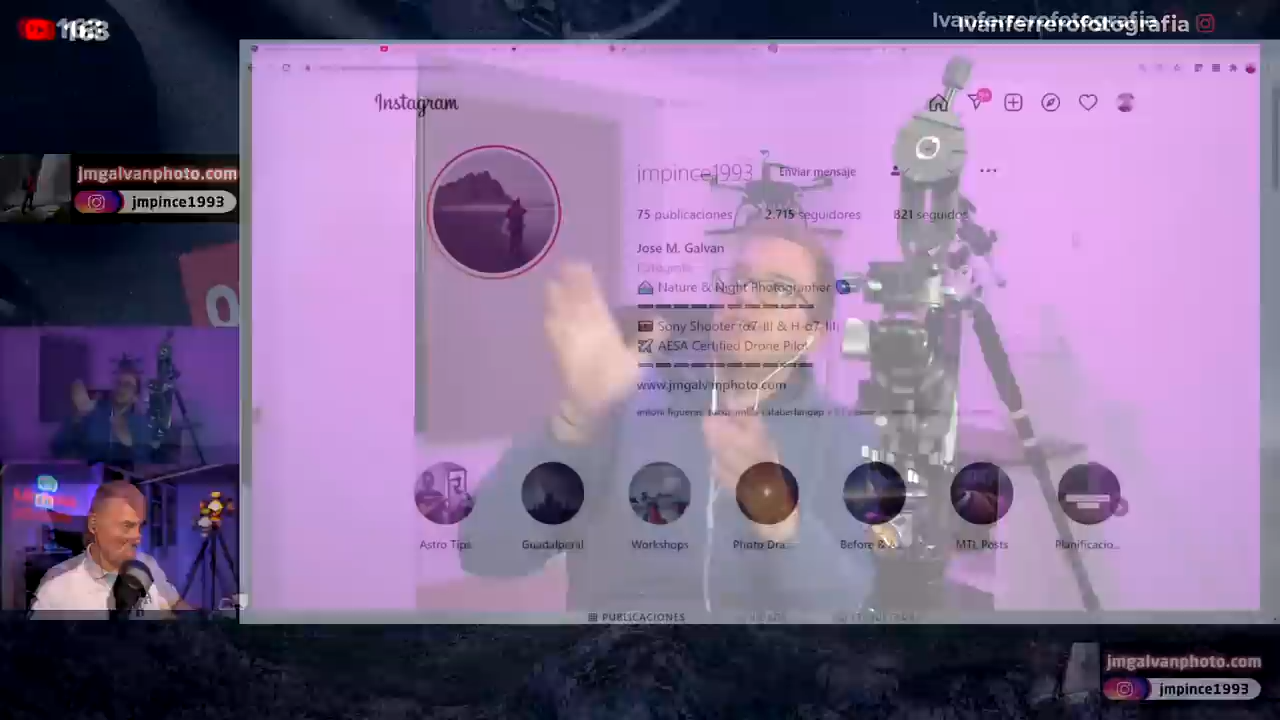 163
Ivanferrerofotografia
jmgalvanphoto.com
jmpince1993
Instagram
jmpince1993
Enviar mensaje
75 publicaciones
2.715 seguidores
821 seguidos
Jose M. Galvan
Fotógrafo
Nature & Night Photographer
Sony Shooter
AESA Certified Drone Pilot
www.jmgalvanphoto.com
Astro Tips
Guadalperal
Workshops
Photo Dra...
Before &
MTL Posts
Planificacio...
PUBLICACIONES
jmgalvanphoto.com
jmpince1993